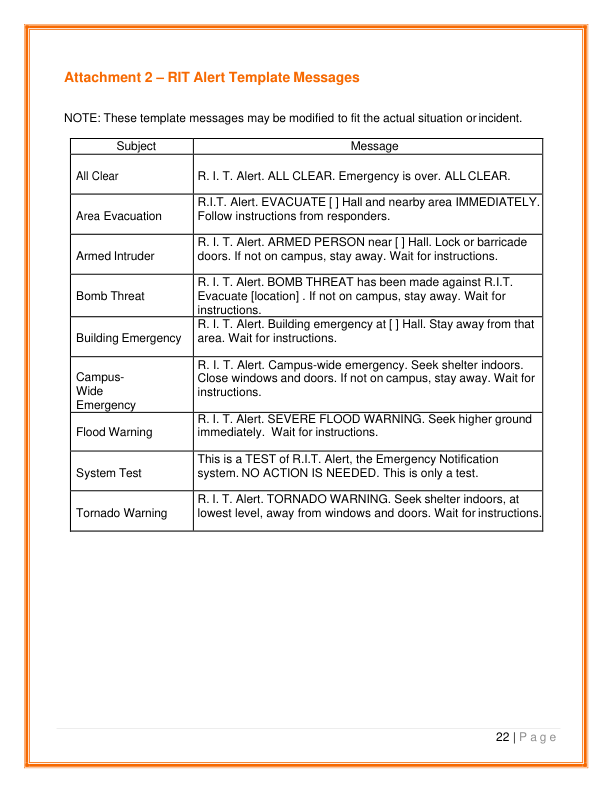 Attachment 2 – RIT Alert Template Messages
NOTE: These template messages may be modified to fit the actual situation or incident.
Subject
Message
All Clear
R. I. T. Alert. ALL CLEAR. Emergency is over. ALL CLEAR.
Area Evacuation
R.I.T. Alert. EVACUATE [ ] Hall and nearby area IMMEDIATELY.
Follow instructions from responders.
Armed Intruder
R. I. T. Alert. ARMED PERSON near [ ] Hall. Lock or barricade
doors. If not on campus, stay away. Wait for instructions.
Bomb Threat
R. I. T. Alert. BOMB THREAT has been made against R.I.T.
Evacuate [location] . If not on campus, stay away. Wait for
instructions.
Building Emergency
R. I. T. Alert. Building emergency at [ ] Hall. Stay away from that
area. Wait for instructions.
Campus-
Wide
Emergency
R. I. T. Alert. Campus-wide emergency. Seek shelter indoors.
Close windows and doors. If not on campus, stay away. Wait for
instructions.
Flood Warning
R. I. T. Alert. SEVERE FLOOD WARNING. Seek higher ground
immediately.  Wait for instructions.
System Test
This is a TEST of R.I.T. Alert, the Emergency Notification
system. NO ACTION IS NEEDED. This is only a test.
Tornado Warning
R. I. T. Alert. TORNADO WARNING. Seek shelter indoors, at
lowest level, away from windows and doors. Wait for instructions.
22 | P a g e